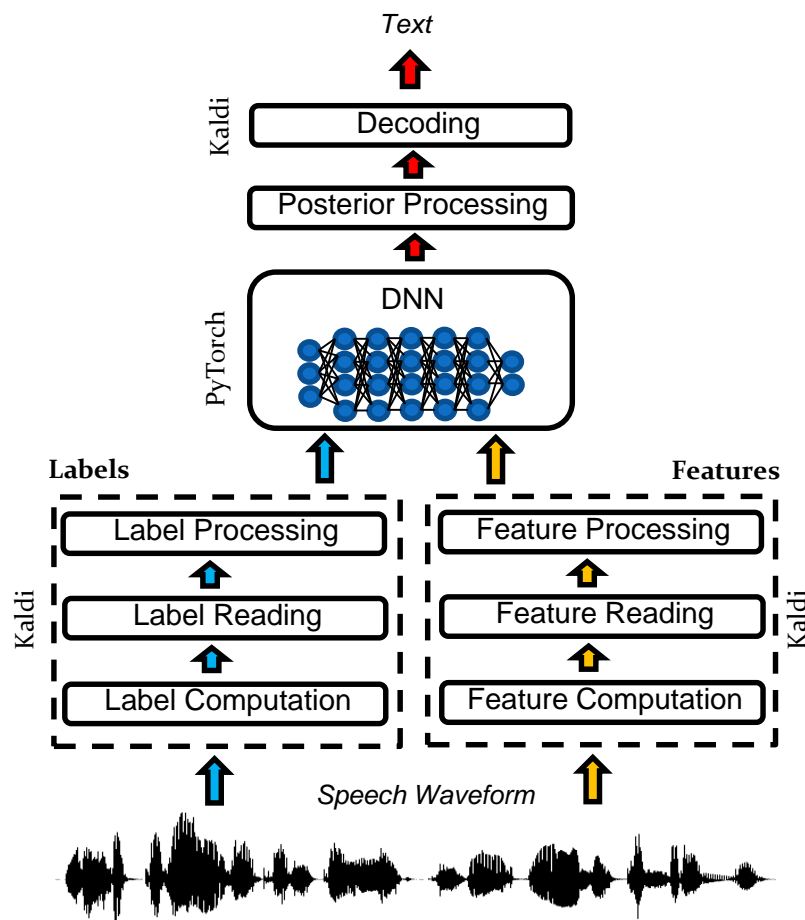 Text
Kaldi
Decoding
Posterior Processing
PyTorch
DNN
Labels
Features
Kaldi
Label Processing
Label Reading
Label Computation
Feature Processing
Feature Reading
Feature Computation
Kaldi
Speech Waveform